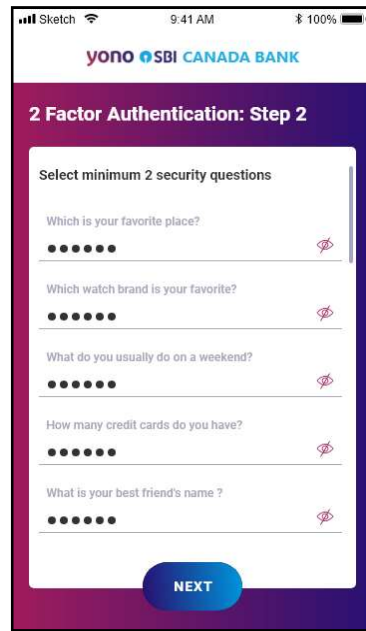 Sketch 9:41 AM 100%
yono SBI CANADA BANK
2 Factor Authentication: Step 2
Select minimum 2 security questions
Which is your favorite place?
Which watch brand is your favorite?
What do you usually do on a weekend?
How many credit cards do you have?
What is your best friend's name ?
NEXT